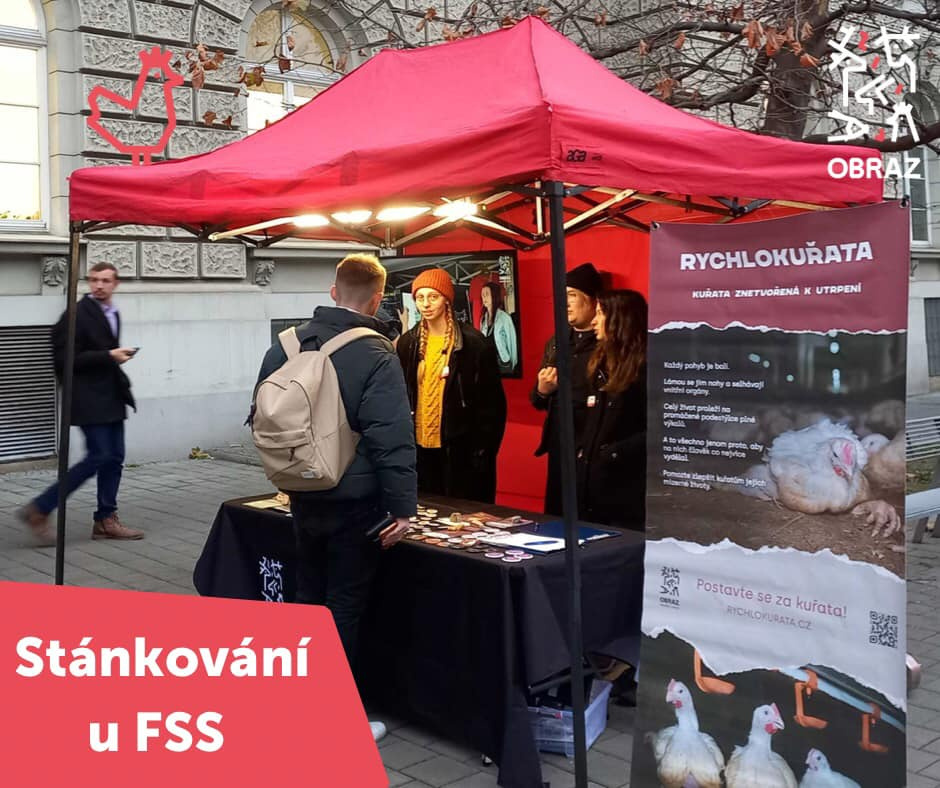 OBRAZ
aGa
RYCHLOKUŘATA
KUŘATA ZNETVOŘENÁ K UTRPENÍ
Každý pohyb je bolí.
Lámou se jim nohy a selhávají
vnitřní orgány.
Celý život proleží na
promáčené podestýlce plné
výkalů.
A to všechno jenom proto, aby
na nich člověk co nejvíce
vydělal.
Pomozte zlepšit kuřatům jejich
mizerné životy.
OBRAZ
Postavte se za kuřata!
RYCHLOKURATA.CZ
Stánkování
u FSS